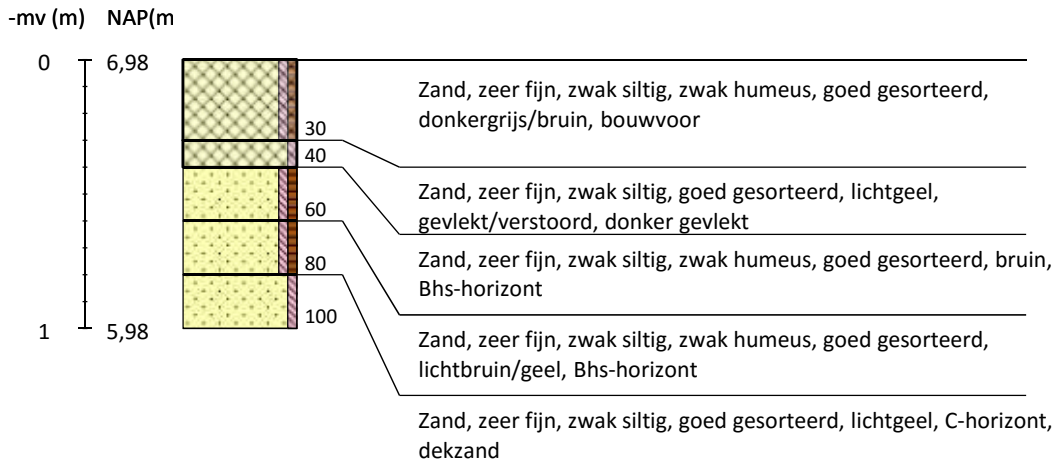 -mv (m) NAP(m
0 6,98
Zand, zeer fijn, zwak siltig, zwak humeus, goed gesorteerd,
donkergrijs/bruin, bouwvoor
30
40
Zand, zeer fijn, zwak siltig, goed gesorteerd, lichtgeel,
gevlekt/verstoord, donker gevlekt
60
Zand, zeer fijn, zwak siltig, zwak humeus, goed gesorteerd, bruin,
Bhs-horizont
80
100
1 5,98
Zand, zeer fijn, zwak siltig, zwak humeus, goed gesorteerd,
lichtbruin/geel, Bhs-horizont
Zand, zeer fijn, zwak siltig, goed gesorteerd, lichtgeel, C-horizont,
dekzand